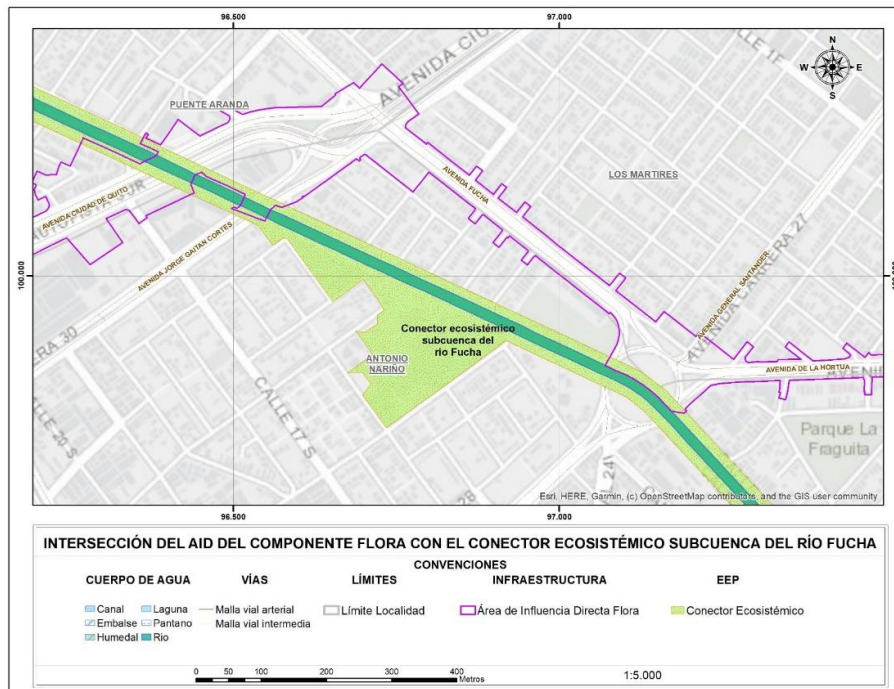 96.500 97.000
N
W E
S
CALLE 1F
AVENIDA CIU
PUENTE ARANDA
LOS MARTIRES
AVENIDA FUCHA
AVENIDA CIUDAD DE QUITO
AUTOPISTA SUR
AVENIDA JORGE GAITAN CORTES
AVENIDA GENERAL SANTANDER
AVENIDA CARRERA 27
100.000
Conector ecosistémico
subcuenca del
río Fucha
ANTONIO
NARIÑO
AVENIDA DE LA HORTUA
CALLE 17 S
CALLE 20 S
Parque La
Fraguita
Esri, HERE, Garmin, (c) OpenStreetMap contributors, and the GIS user community
96.500 97.000
INTERSECCIÓN DEL AID DEL COMPONENTE FLORA CON EL CONECTOR ECOSISTÉMICO SUBCUENCA DEL RÍO FUCHA
CONVENCIONES
CUERPO DE AGUA VÍAS LÍMITES INFRAESTRUCTURA EEP
Canal Laguna Malla vial arterial Límite Localidad Área de Influencia Directa Flora Conector Ecosistémico
Embalse Pantano Malla vial intermedia
Humedal Rio
0 50 100 200 300 400
Metros
1:5.000